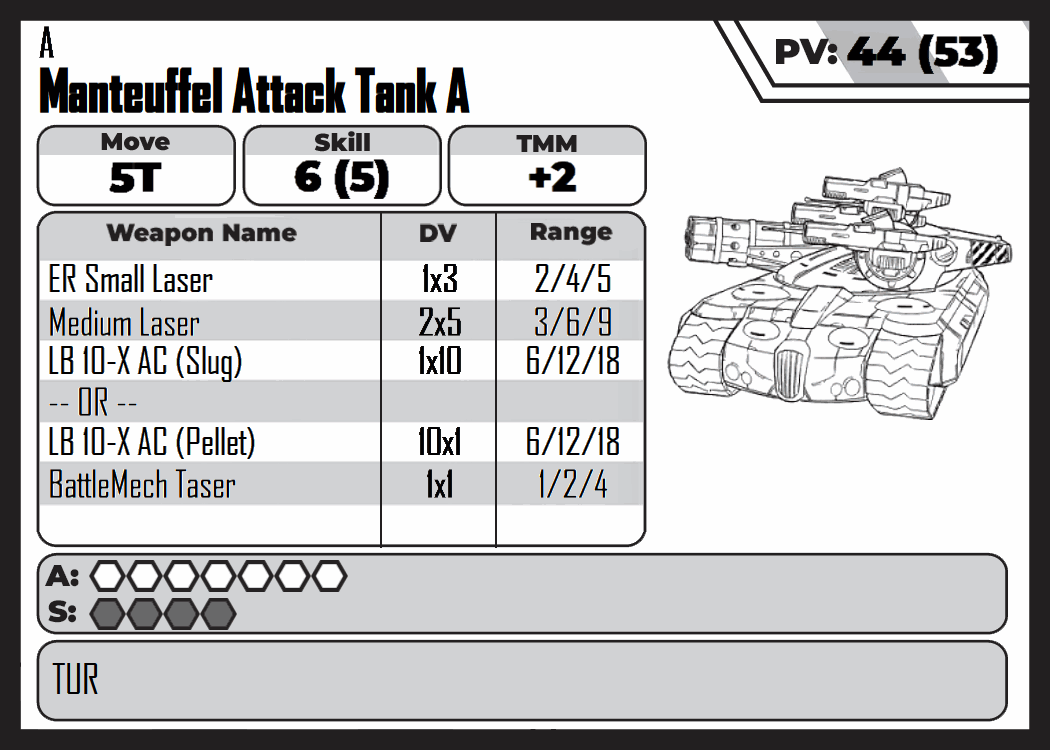 A
Manteuffel Attack Tank A
PV: 44 (53)
Move Skill TMM
5T 6 (5) +2
Weapon Name DV Range
ER Small Laser 1x3 2/4/5
Medium Laser 2x5 3/6/9
LB 10-X AC (Slug) 1x10 6/12/18
-- OR --
LB 10-X AC (Pellet) 10x1 6/12/18
BattleMech Taser 1x1 1/2/4
A:
S:
TUR